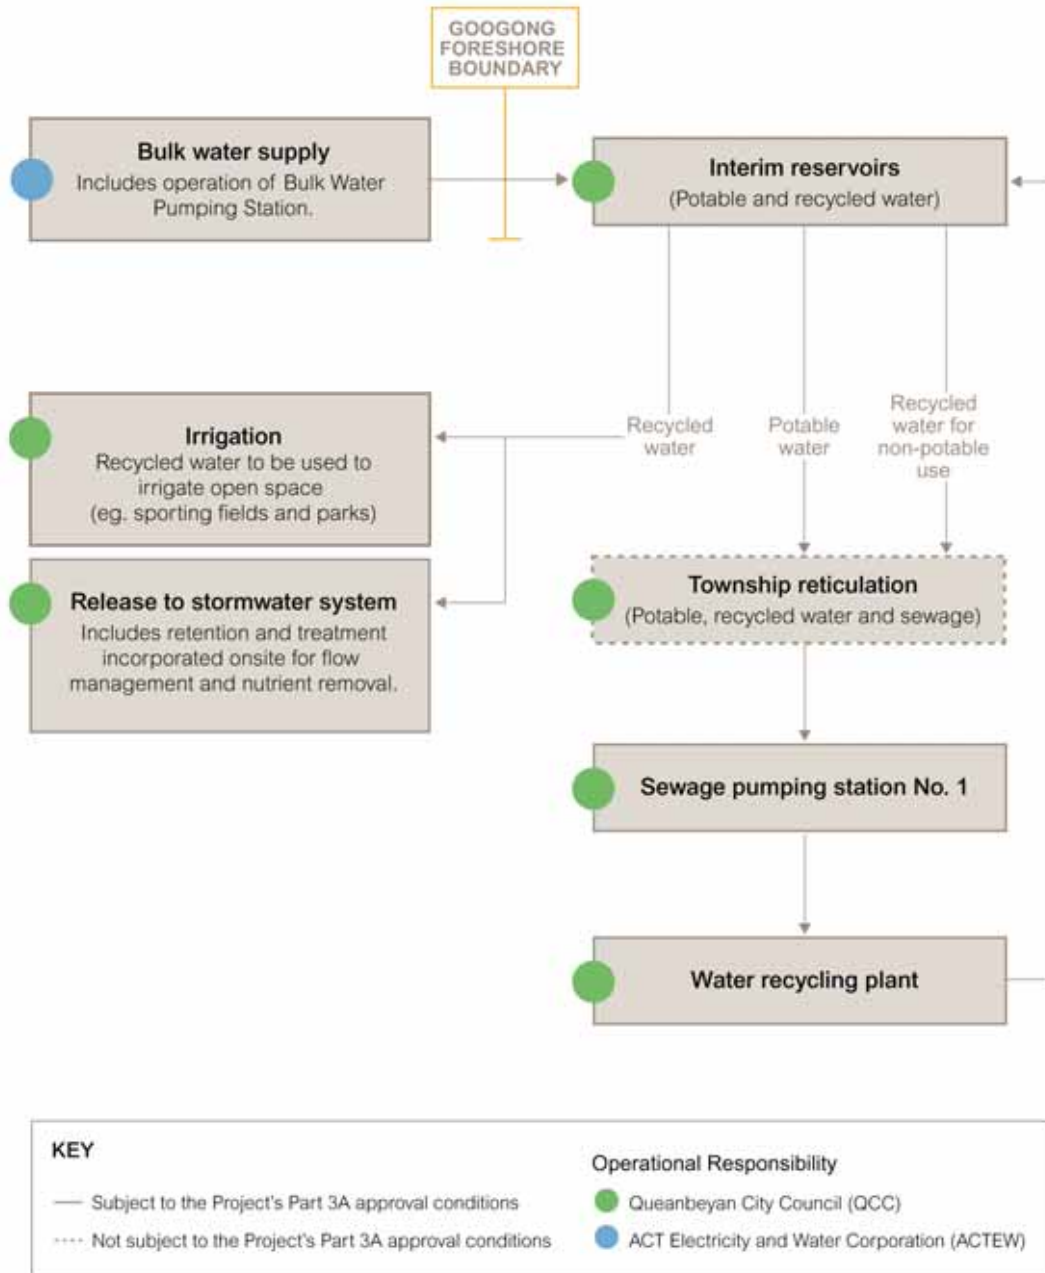 GOOGONG
FORESHORE
BOUNDARY
Bulk water supply
Includes operation of Bulk Water
Pumping Station.
Interim reservoirs
(Potable and recycled water)
Recycled
water
Potable
water
Recycled
water for
non-potable
use
Irrigation
Recycled water to be used to
irrigate open space
(eg. sporting fields and parks)
Release to stormwater system
Includes retention and treatment
incorporated onsite for flow
management and nutrient removal.
Township reticulation
(Potable, recycled water and sewage)
Sewage pumping station No. 1
Water recycling plant
KEY
Subject to the Project's Part 3A approval conditions
Not subject to the Project's Part 3A approval conditions
Operational Responsibility
Queanbeyan City Council (QCC)
ACT Electricity and Water Corporation (ACTEW)